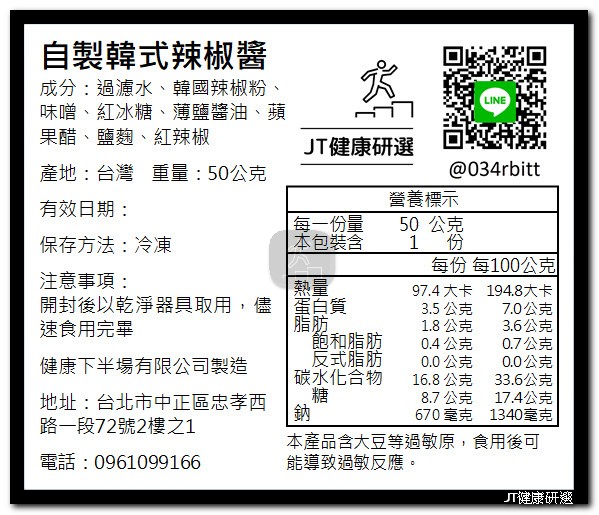 自製韓式辣椒醬
成分：過濾水、韓國辣椒粉、
味噌、紅冰糖、薄鹽醬油、蘋
果醋、鹽麴、紅辣椒
產地：台灣　重量：50公克
有效日期：
保存方法：冷凍
注意事項：
開封後以乾淨器具取用，儘
速食用完畢
健康下半場有限公司製造
地址：台北市中正區忠孝西
路一段72號2樓之1
電話：0961099166
JT健康研選
LINE
@034rbitt
營養標示
每一份量 50 公克
本包裝含 1 份
每份 每100公克
熱量 97.4 大卡 194.8大卡
蛋白質 3.5 公克 7.0公克
脂肪 1.8 公克 3.6公克
飽和脂肪 0.4 公克 0.7公克
反式脂肪 0.0 公克 0.0公克
碳水化合物 16.8 公克 33.6公克
糖 8.7 公克 17.4公克
鈉 670 毫克 1340毫克
本產品含大豆等過敏原，食用後可
能導致過敏反應。
JT健康研選